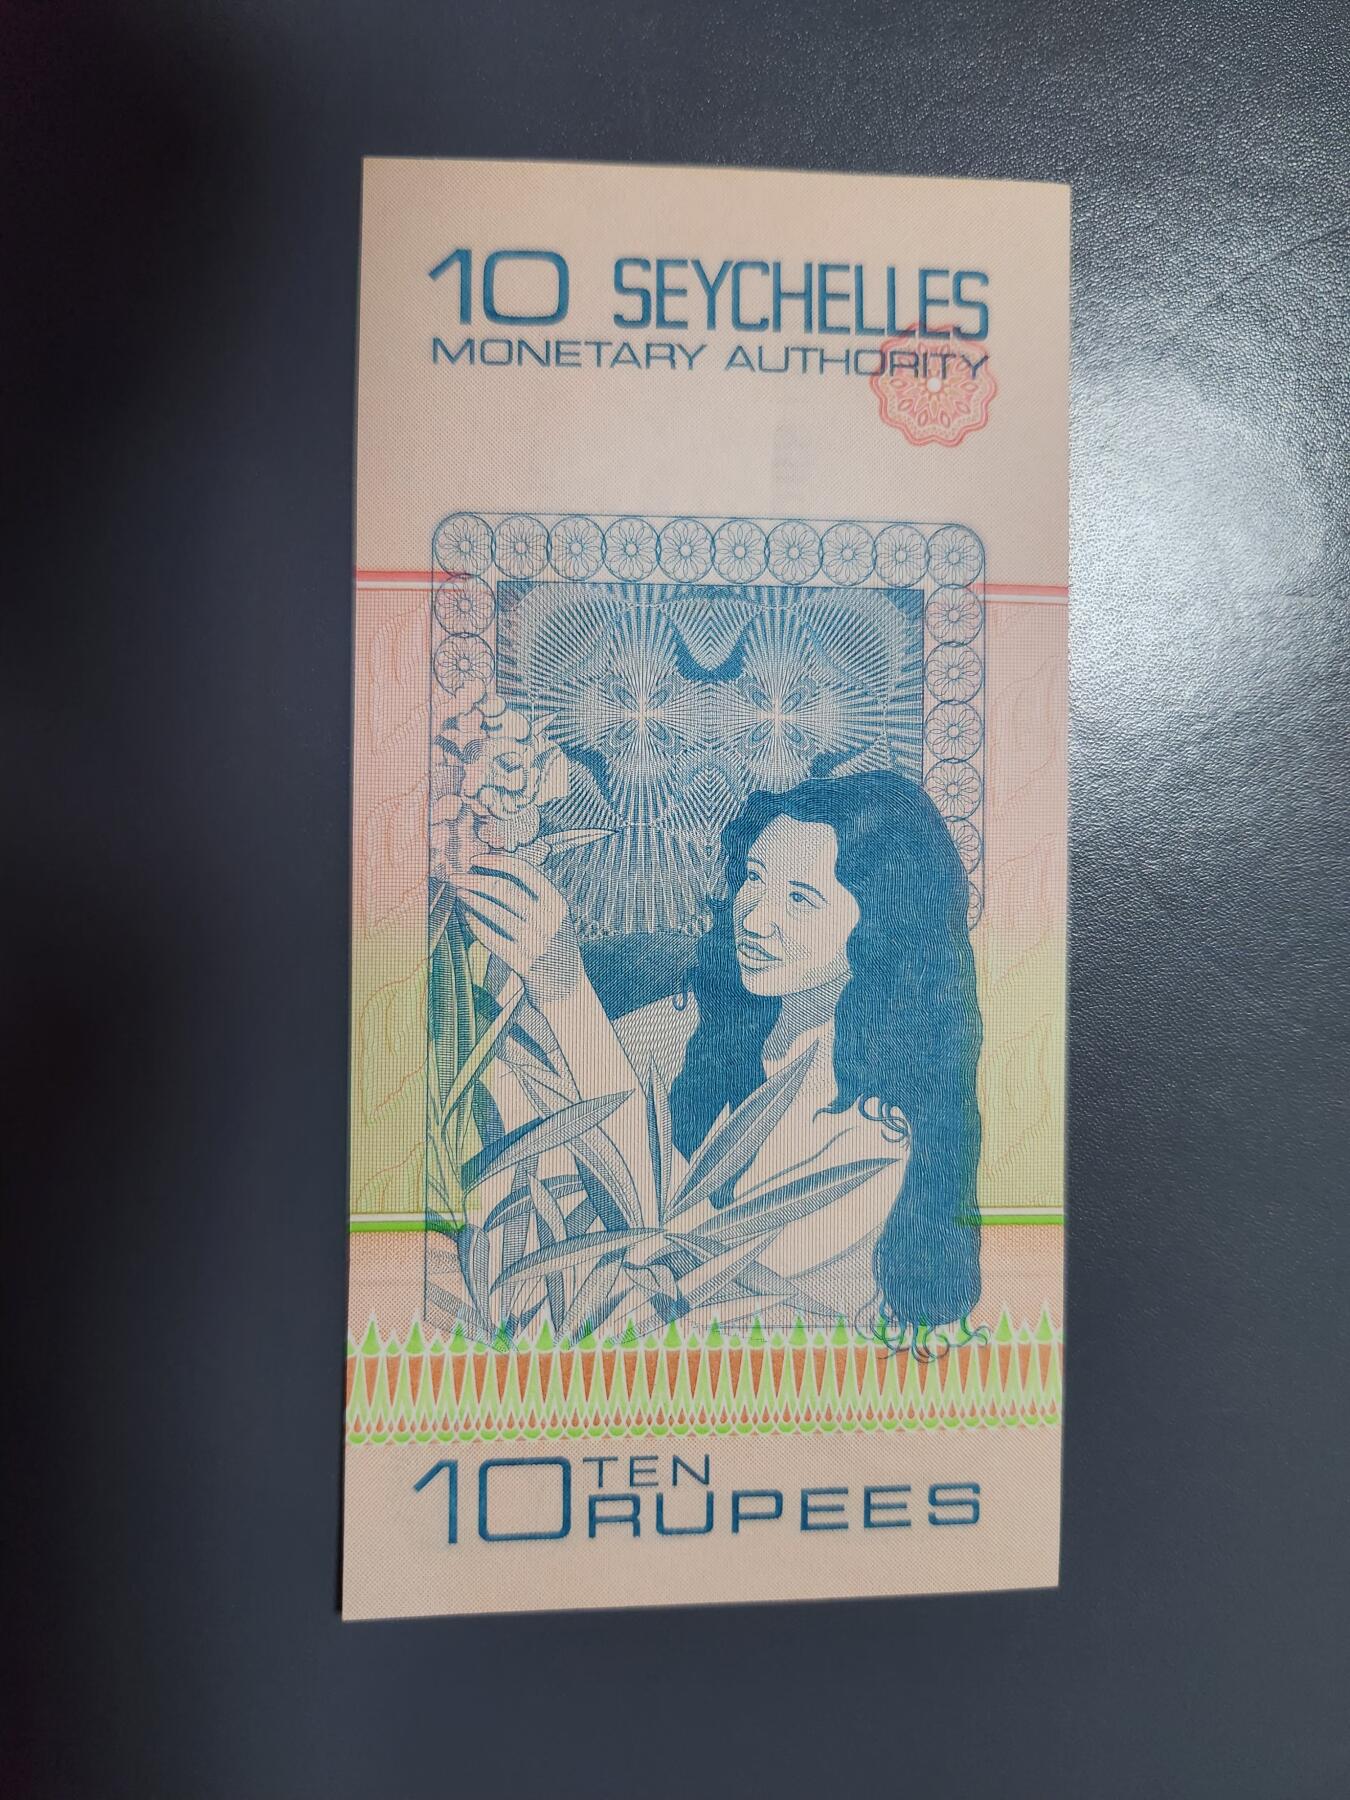 10 SEYCHELLES
MONETARY AUTHORITY
10 TEN
RUPEES